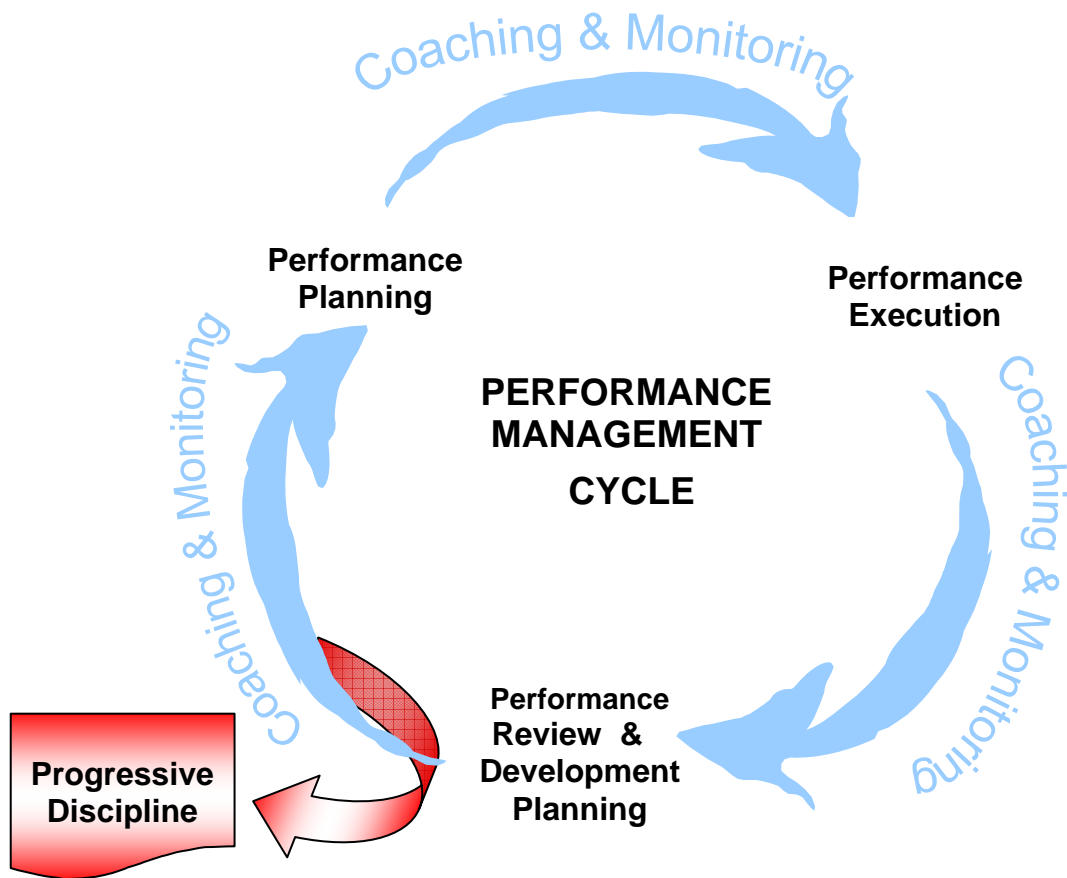 Coaching & Monitoring
Performance
Planning
Performance
Execution
PERFORMANCE
MANAGEMENT
CYCLE
Coaching & Monitoring
Coaching & Monitoring
Performance
Review & 
Development
Planning
Progressive
Discipline